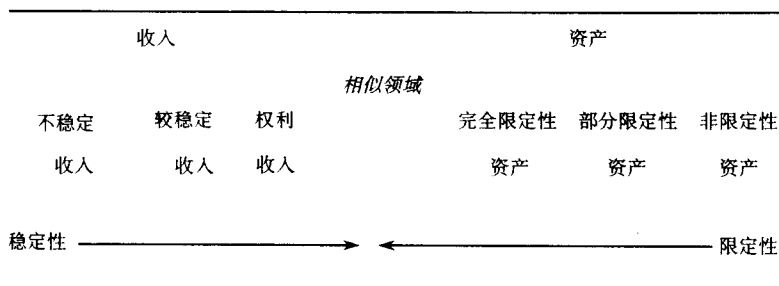 收入 资产
相似领域
不稳定 较稳定 权利 完全限定性 部分限定性 非限定性
收入 收入 收入 资产 资产 资产
稳定性 限定性